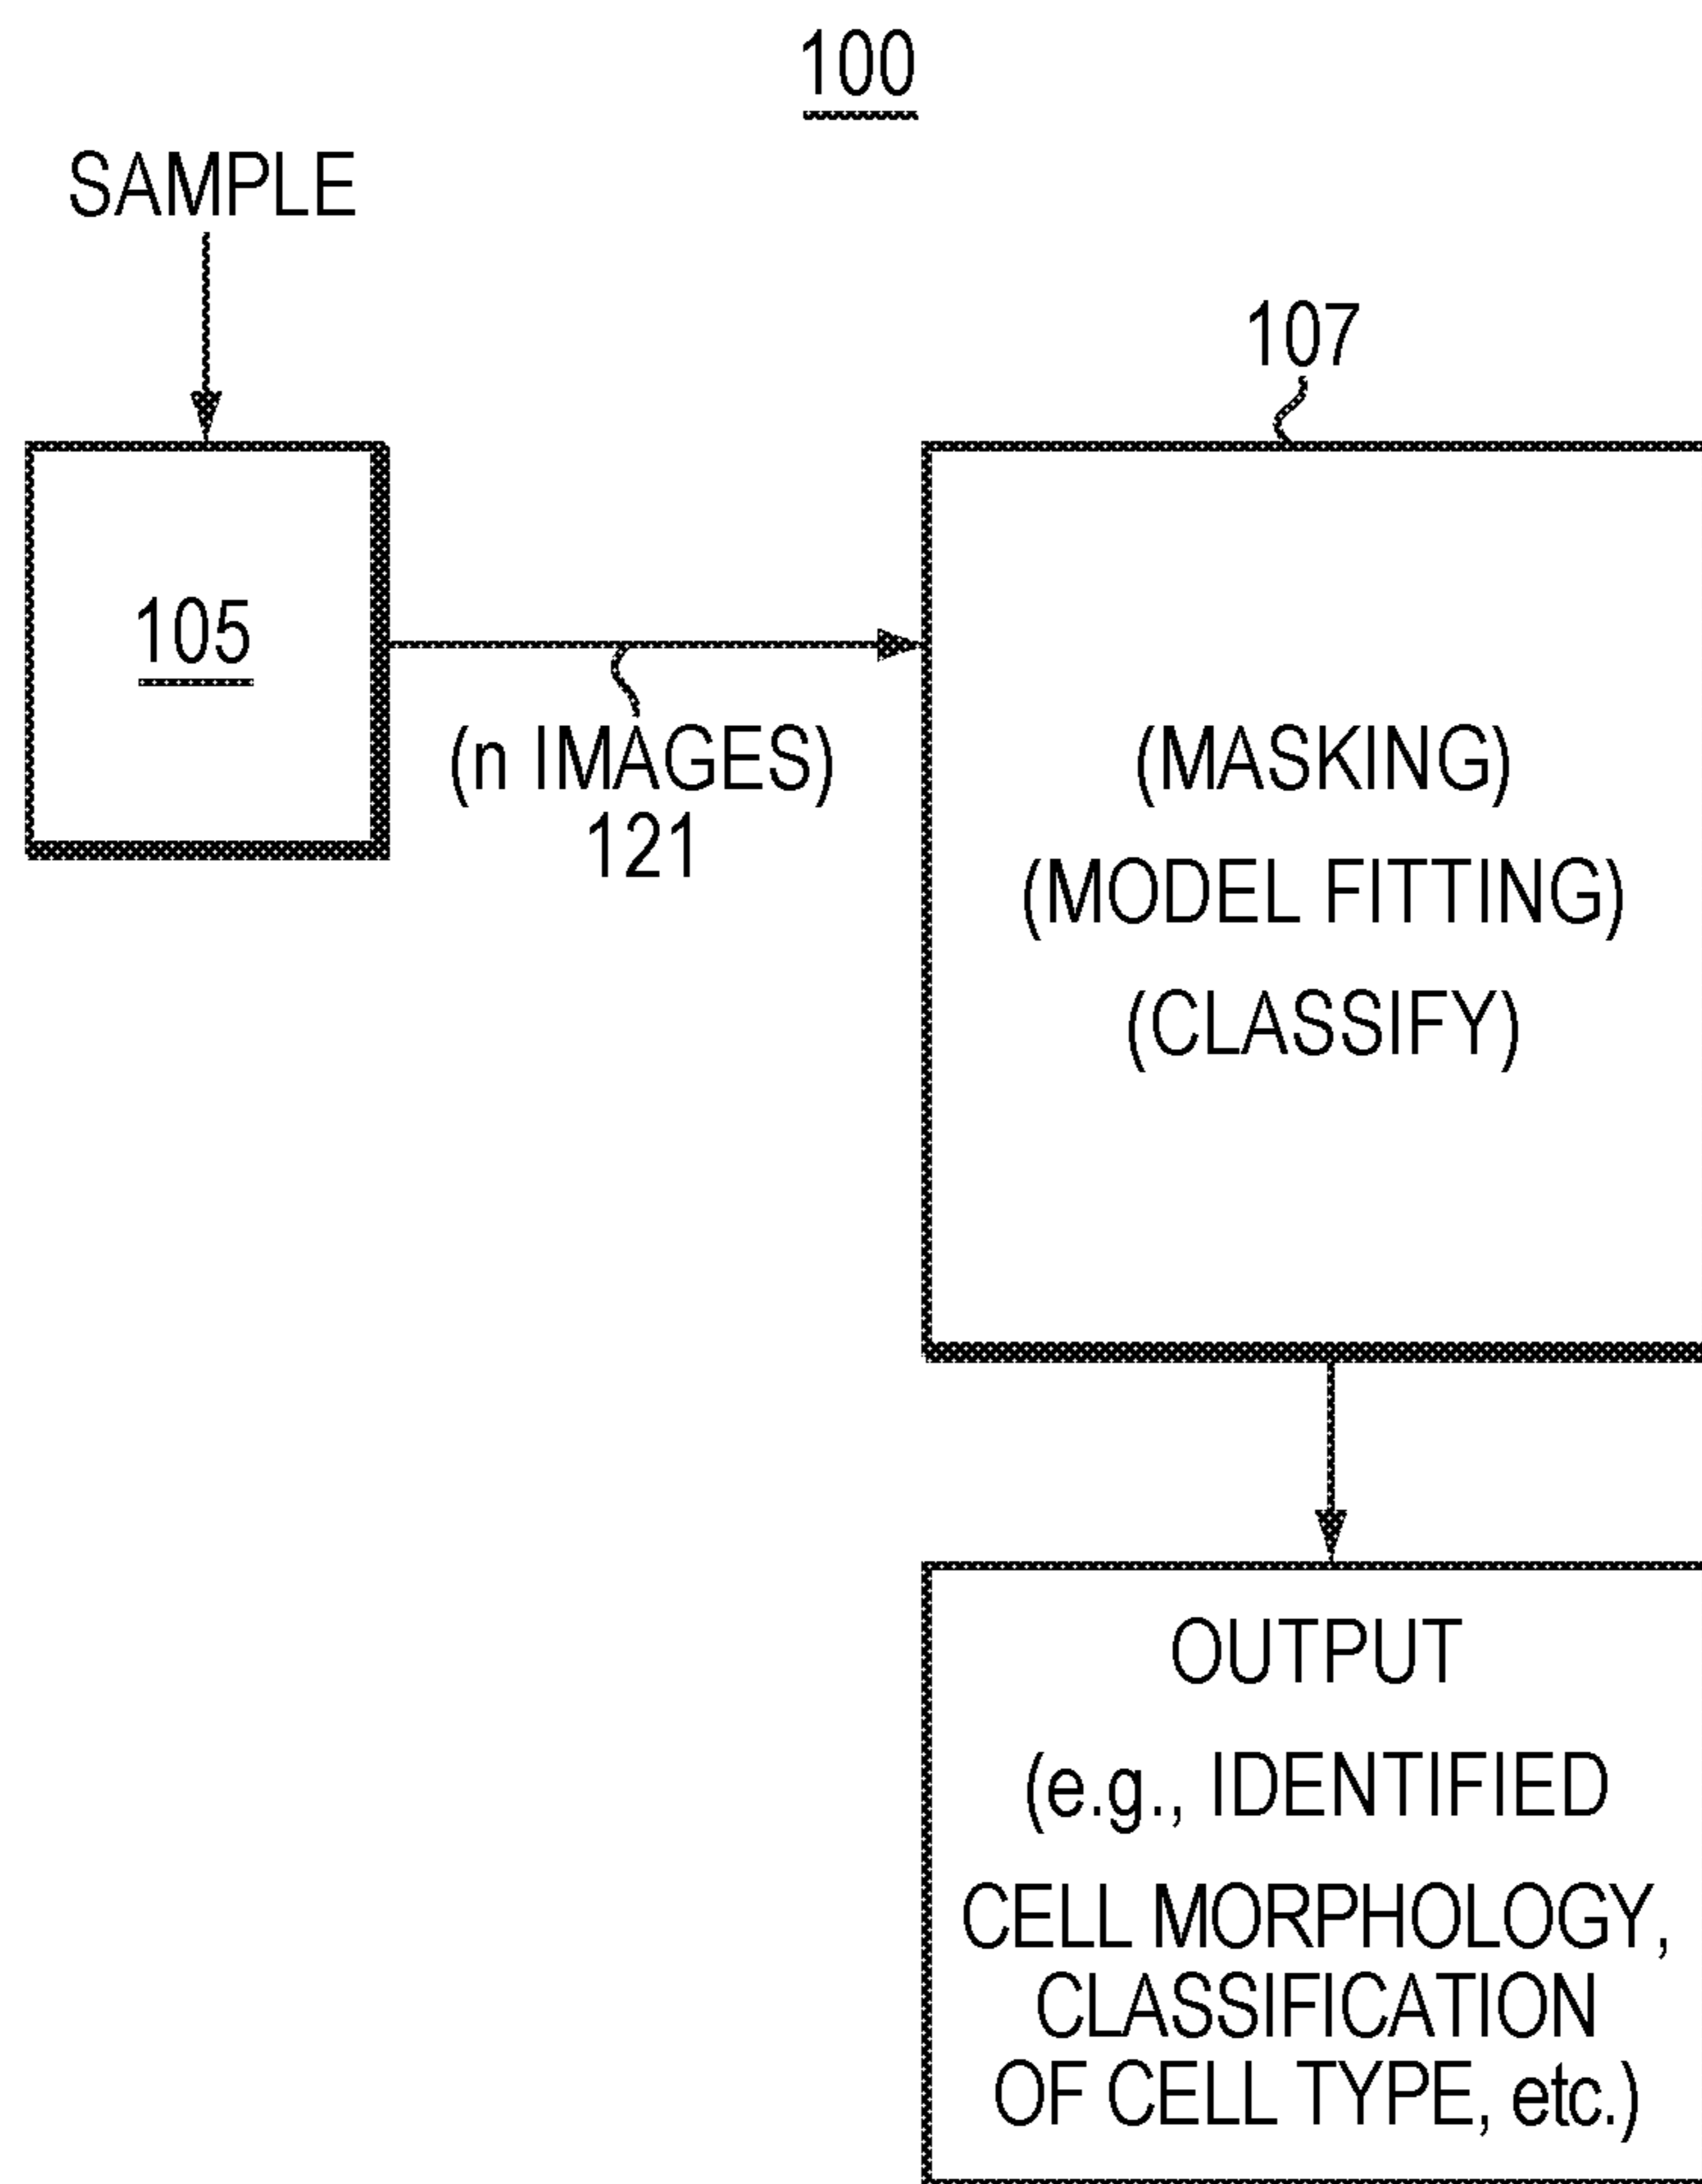 100
SAMPLE
107
105
(n IMAGES)
121
(MASKING)
(MODEL FITTING)
(CLASSIFY)
OUTPUT
(e.g., IDENTIFIED
CELL MORPHOLOGY,
CLASSIFICATION
OF CELL TYPE, etc.)